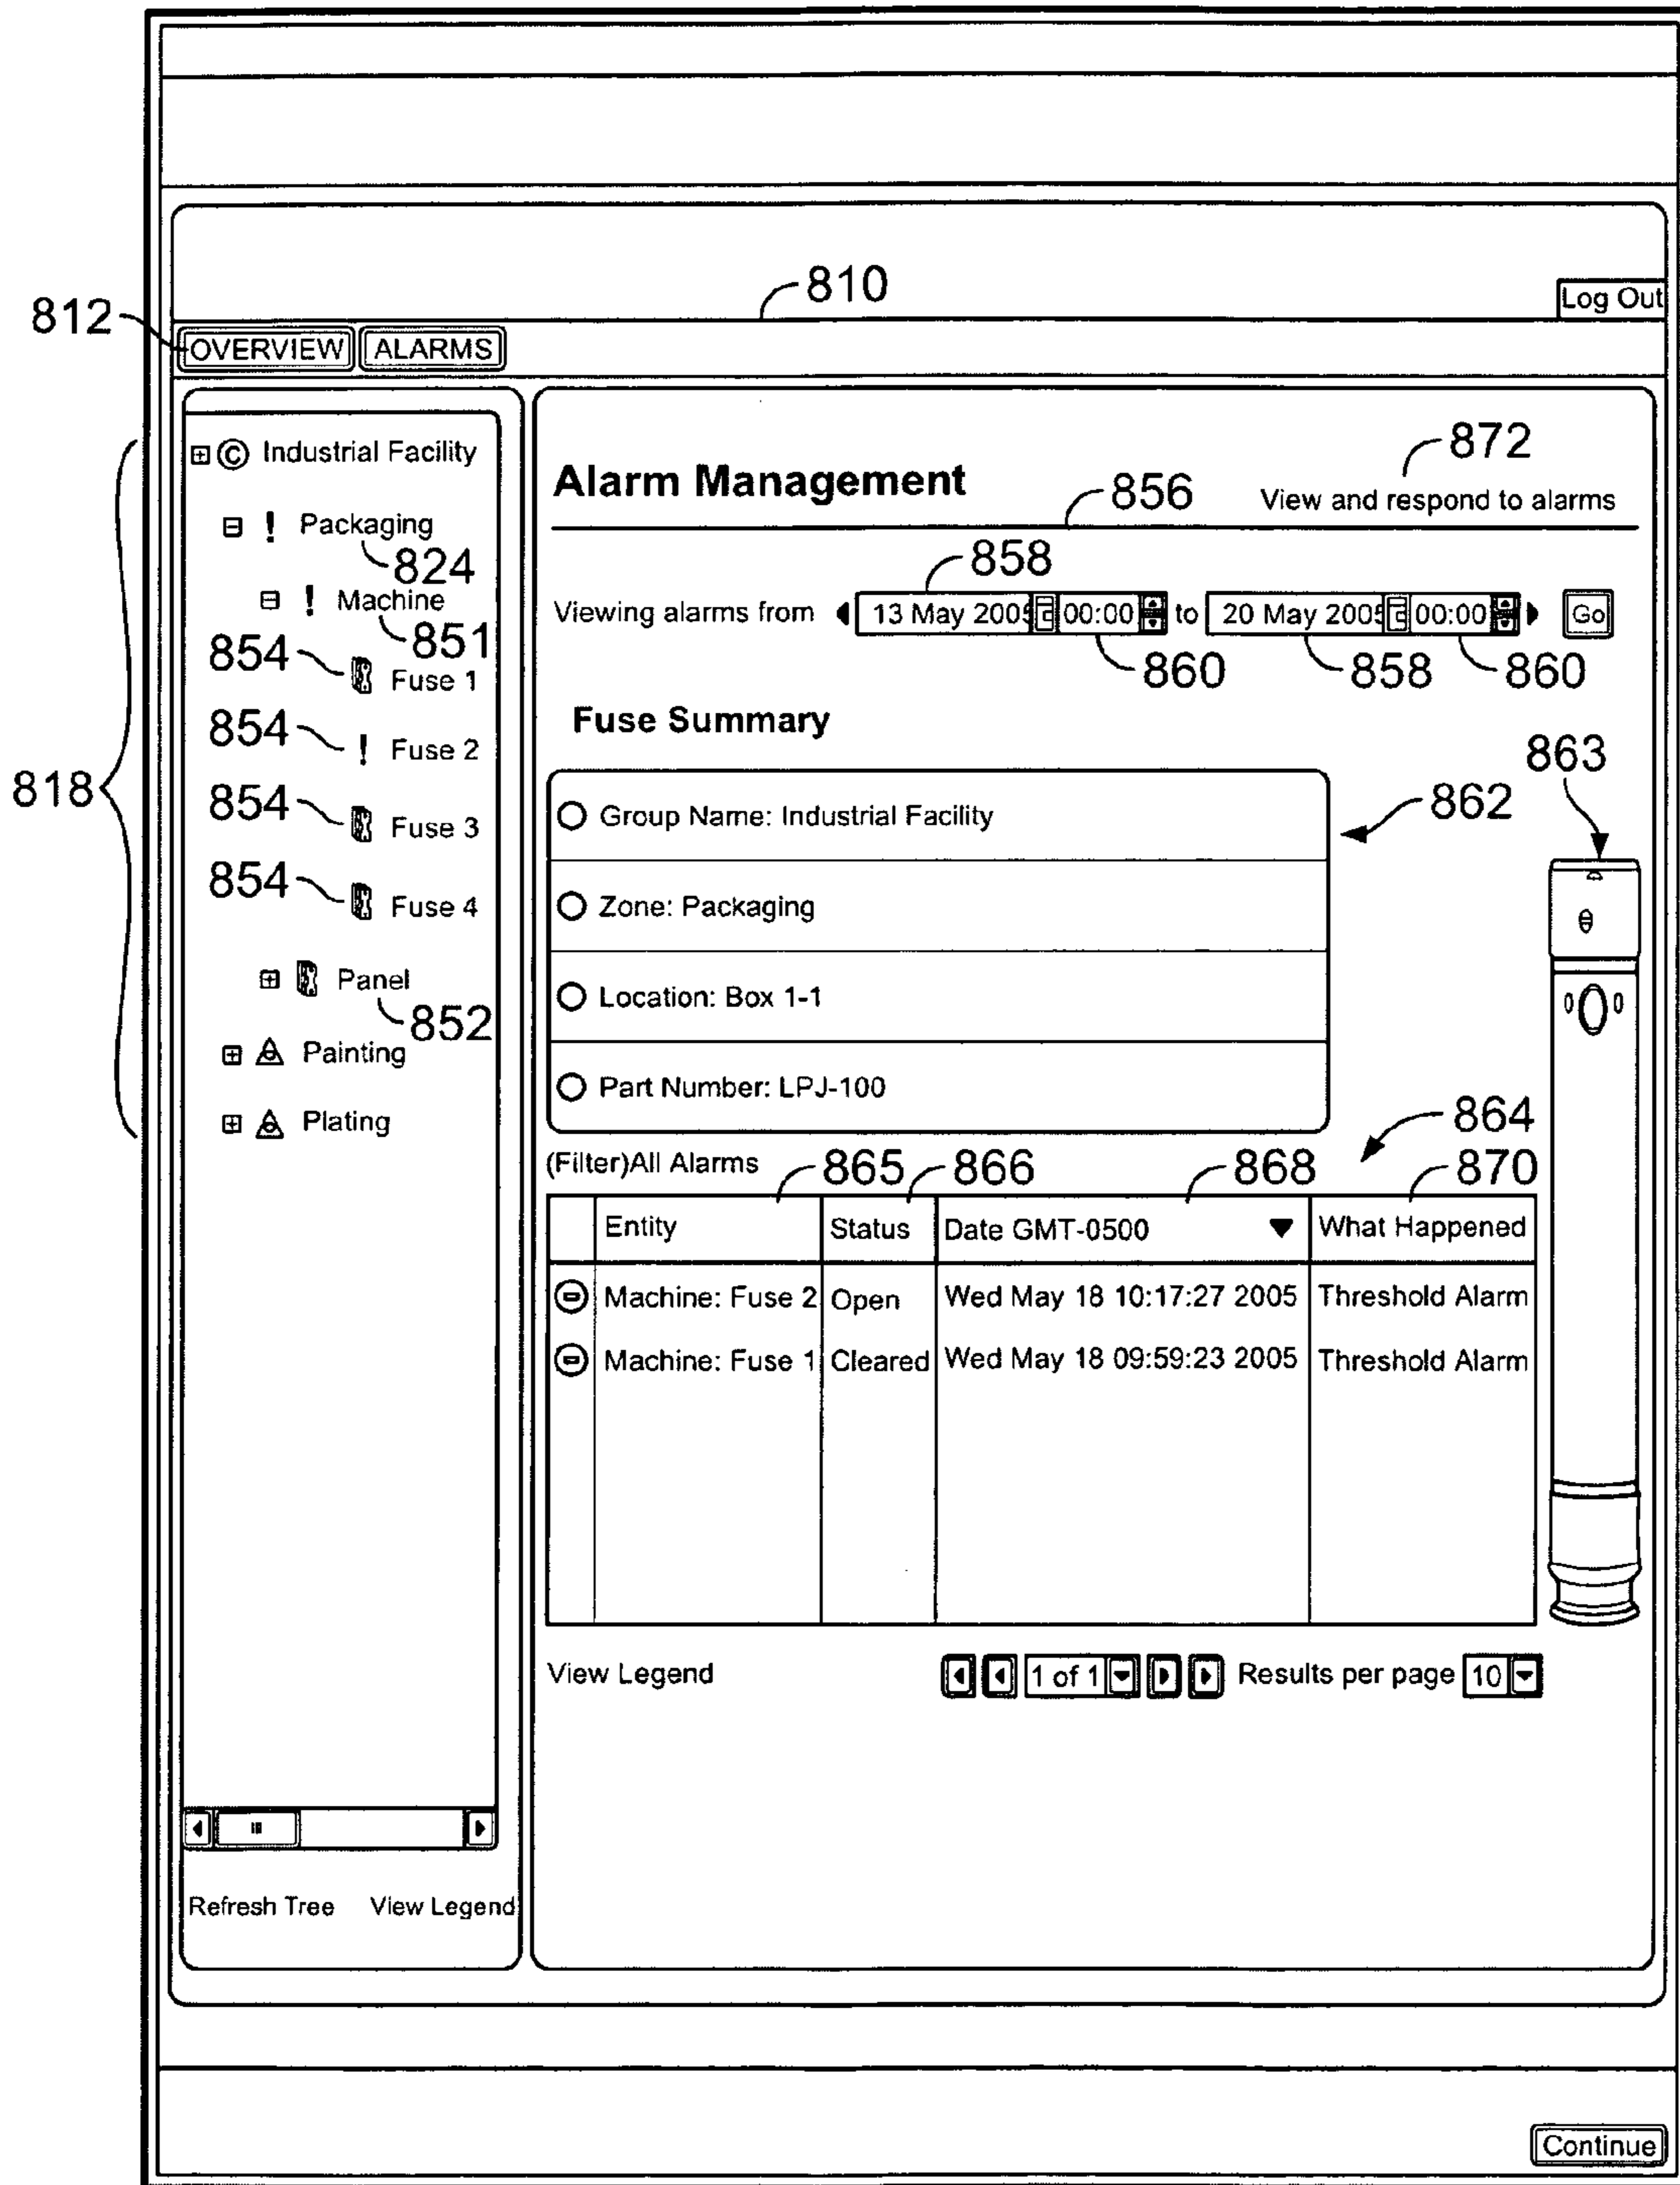 810
Log Out
812
OVERVIEW ALARMS
818
© Industrial Facility
! Packaging
824
! Machine
851
854 Fuse 1
854 ! Fuse 2
854 Fuse 3
854 Fuse 4
Panel
852
Painting
Plating
Refresh Tree View Legend
Alarm Management
872
View and respond to alarms
856
858
Viewing alarms from 13 May 2005 00:00 to 20 May 2005 00:00 Go
860 858 860
Fuse Summary
863
862
Group Name: Industrial Facility
Zone: Packaging
Location: Box 1-1
Part Number: LPJ-100
864
(Filter)All Alarms 865 866 868 870
Entity Status Date GMT-0500 What Happened
Machine: Fuse 2 Open Wed May 18 10:17:27 2005 Threshold Alarm
Machine: Fuse 1 Cleared Wed May 18 09:59:23 2005 Threshold Alarm
View Legend 1 of 1 Results per page 10
Continue